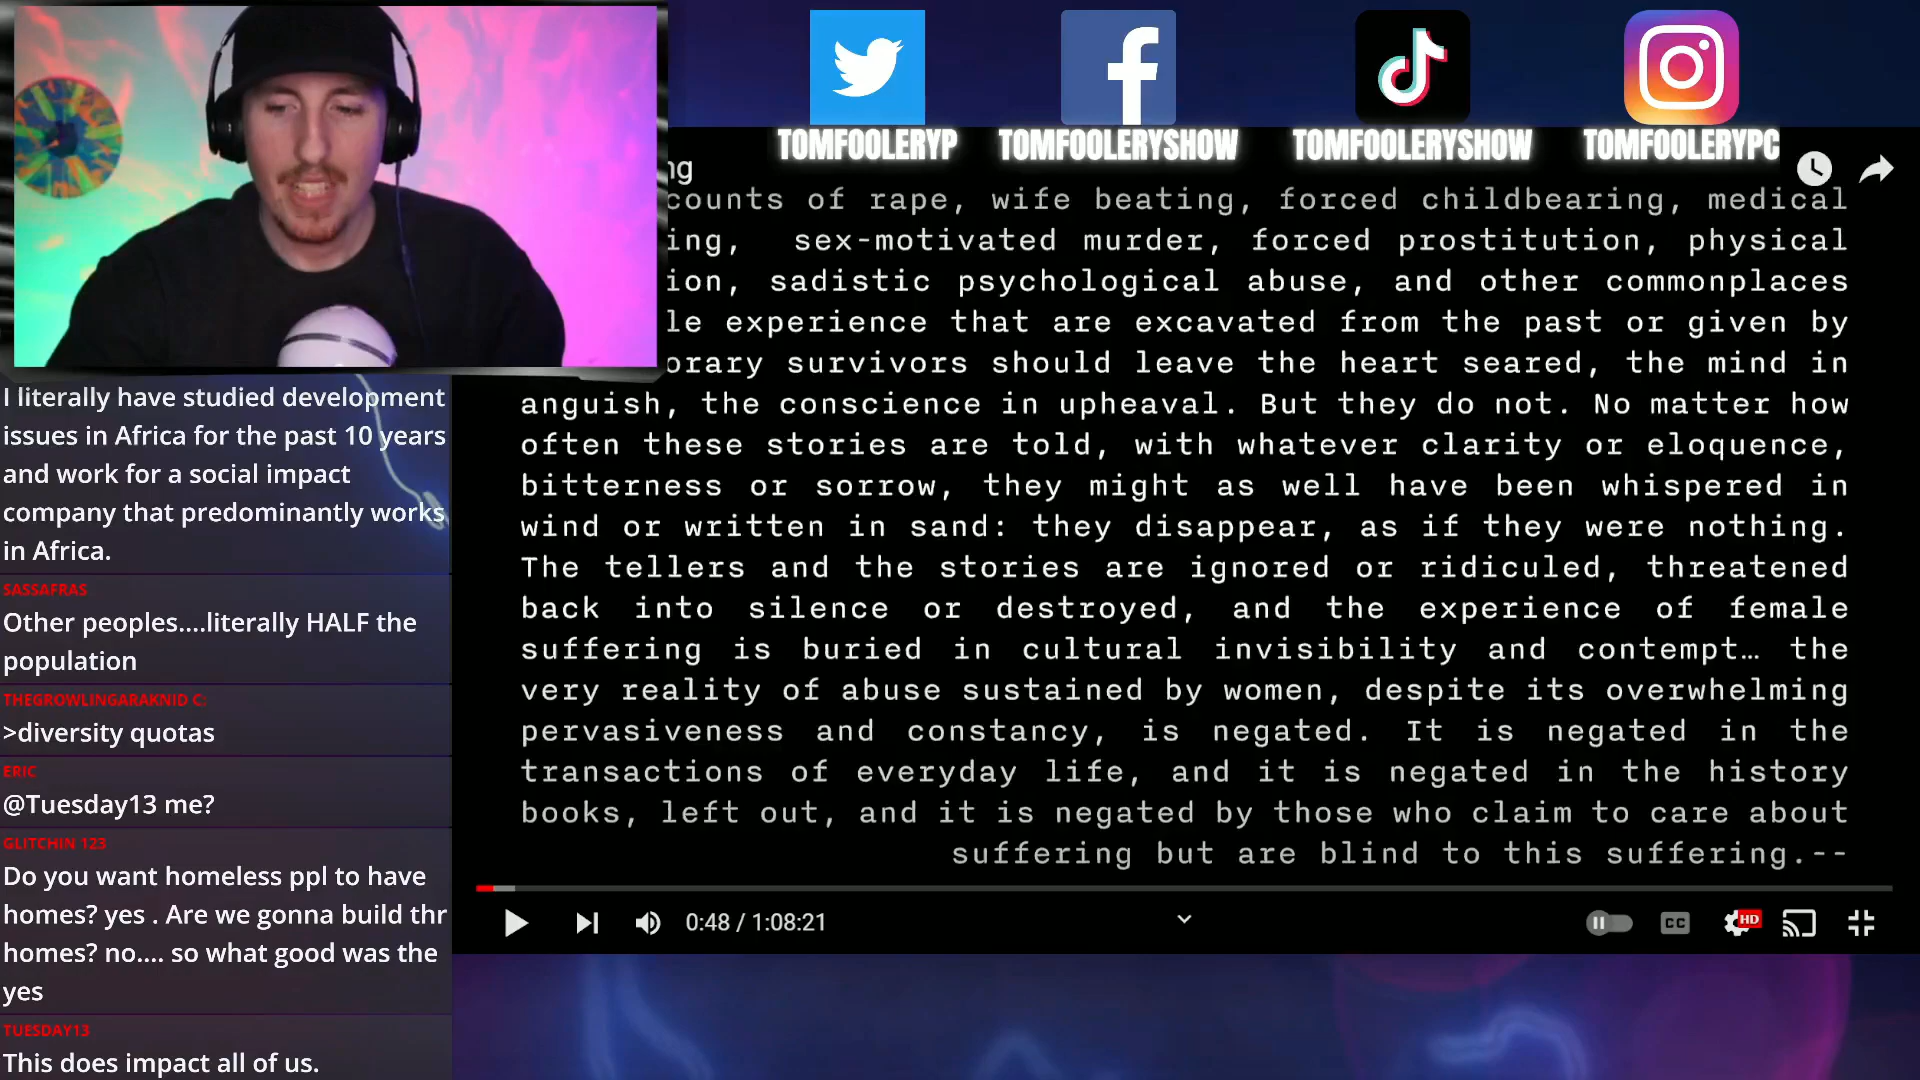 TOMFOOLERYP
TOMFOOLERYSHOW
TOMFOOLERYSHOW
TOMFOOLERYPC
ng
counts of rape, wife beating, forced childbearing, medical
ing, sex-motivated murder, forced prostitution, physical
ion, sadistic psychological abuse, and other commonplaces
le experience that are excavated from the past or given by
orary survivors should leave the heart seared, the mind in
anguish, the conscience in upheaval. But they do not. No matter how
often these stories are told, with whatever clarity or eloquence,
bitterness or sorrow, they might as well have been whispered in
wind or written in sand: they disappear, as if they were nothing.
The tellers and the stories are ignored or ridiculed, threatened
back into silence or destroyed, and the experience of female
suffering is buried in cultural invisibility and contempt… the
very reality of abuse sustained by women, despite its overwhelming
pervasiveness and constancy, is negated. It is negated in the
transactions of everyday life, and it is negated in the history
books, left out, and it is negated by those who claim to care about
suffering but are blind to this suffering.--
0:48 / 1:08:21
CC
HD
I literally have studied development
issues in Africa for the past 10 years
and work for a social impact
company that predominantly works
in Africa.
SASSAFRAS
Other peoples....literally HALF the
population
THEGROWLINGARAKNID C:
>diversity quotas
ERIC
@Tuesday13 me?
GLITCHIN 123
Do you want homeless ppl to have
homes? yes . Are we gonna build thr
homes? no.... so what good was the
yes
TUESDAY13
This does impact all of us.